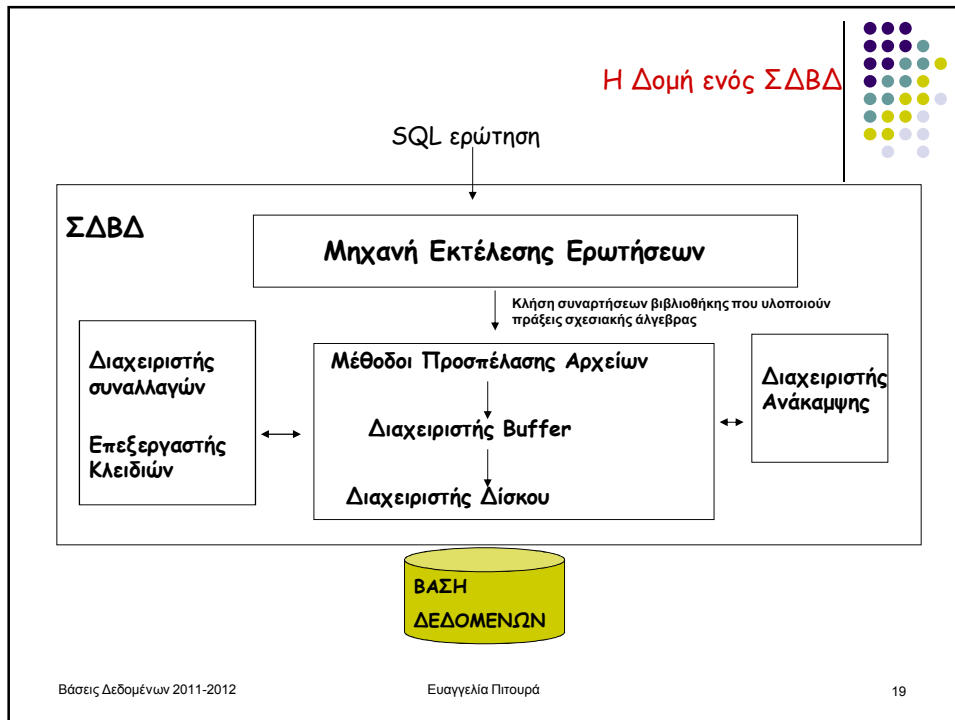 Η Δομή ενός ΣΔΒΔ
SQL ερώτηση
ΣΔΒΔ
Μηχανή Εκτέλεσης Ερωτήσεων
Κλήση συναρτήσεων βιβλιοθήκης που υλοποιούν
πράξεις σχεσιακής άλγεβρας
Διαχειριστής
συναλλαγών
Επεξεργαστής
Κλειδιών
Μέθοδοι Προσπέλασης Αρχείων
Διαχειριστής Buffer
Διαχειριστής Δίσκου
Διαχειριστής
Ανάκαμψης
ΒΑΣΗ
ΔΕΔΟΜΕΝΩΝ
Βάσεις Δεδομένων 2011-2012
Ευαγγελία Πιτουρά
19